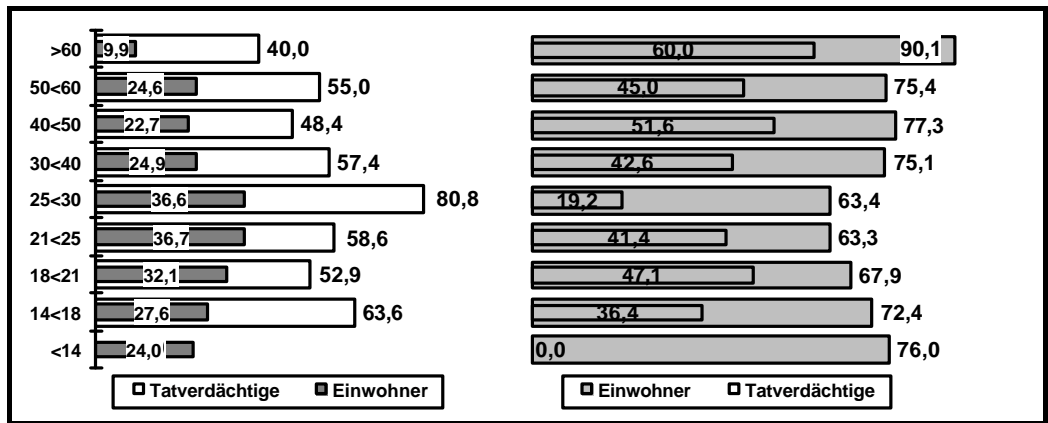 >60 9,9 40,0 60,0 90,1
50<60 24,6 55,0 45,0 75,4
40<50 22,7 48,4 51,6 77,3
30<40 24,9 57,4 42,6 75,1
25<30 36,6 80,8 19,2 63,4
21<25 36,7 58,6 41,4 63,3
18<21 32,1 52,9 47,1 67,9
14<18 27,6 63,6 36,4 72,4
<14 24,0 0,0 76,0
Tatverdächtige Einwohner Einwohner Tatverdächtige